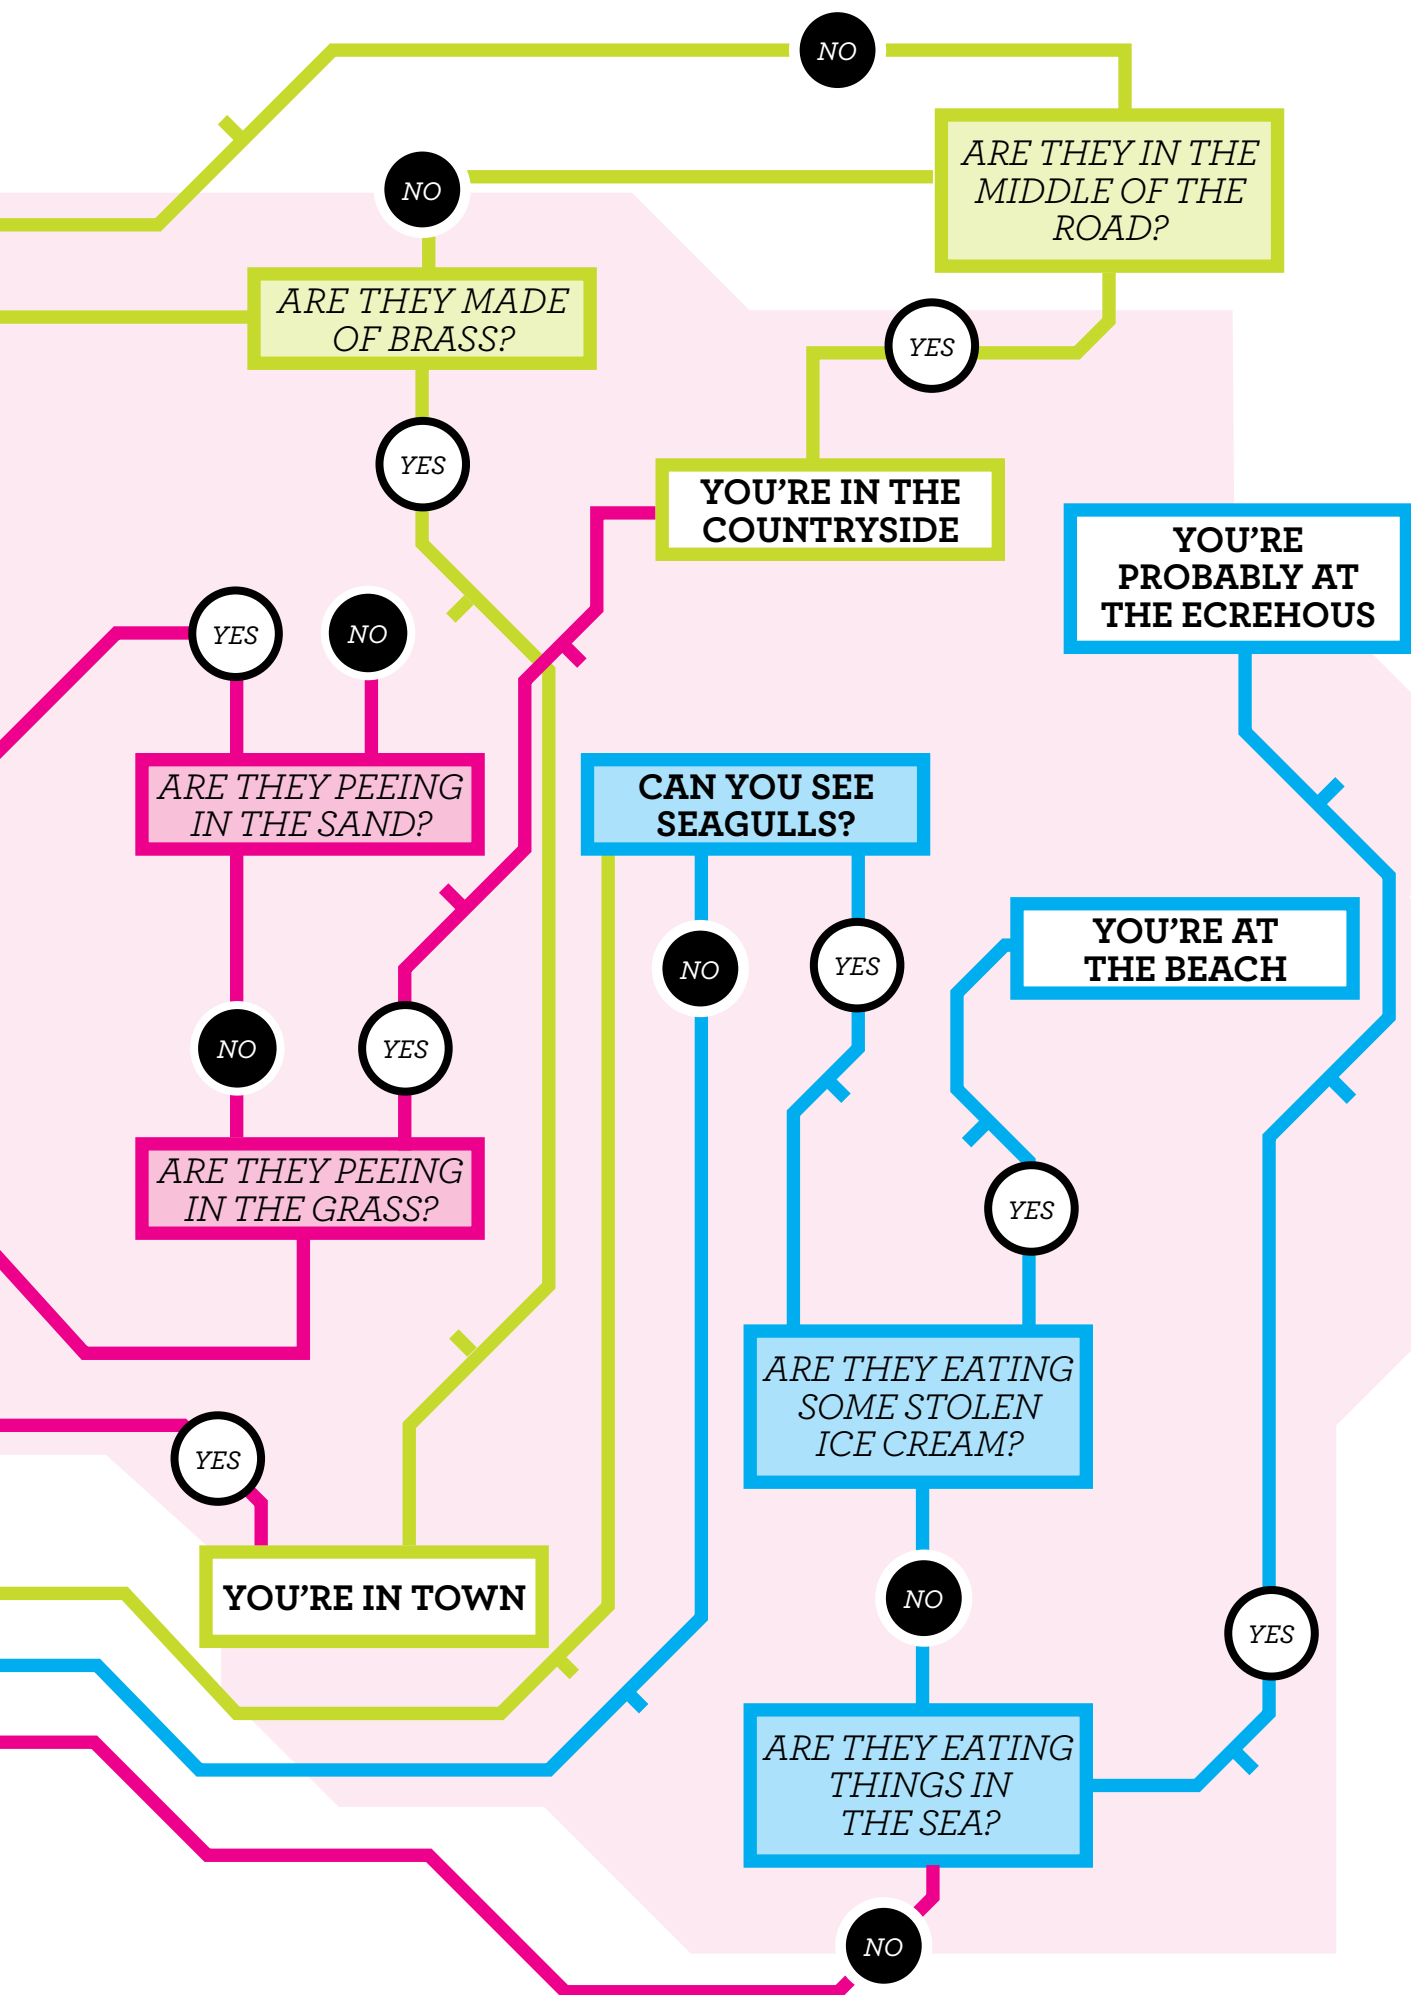 NO
ARE THEY IN THE
MIDDLE OF THE
ROAD?
NO
ARE THEY MADE
OF BRASS?
YES
YES
YOU'RE IN THE
COUNTRYSIDE
YOU'RE
PROBABLY AT
THE ECREHOUS
YES
NO
ARE THEY PEEING
IN THE SAND?
CAN YOU SEE
SEAGULLS?
YOU'RE AT
THE BEACH
NO
YES
NO
YES
ARE THEY PEEING
IN THE GRASS?
YES
ARE THEY EATING
SOME STOLEN
ICE CREAM?
YES
YOU'RE IN TOWN
NO
YES
ARE THEY EATING
THINGS IN
THE SEA?
NO